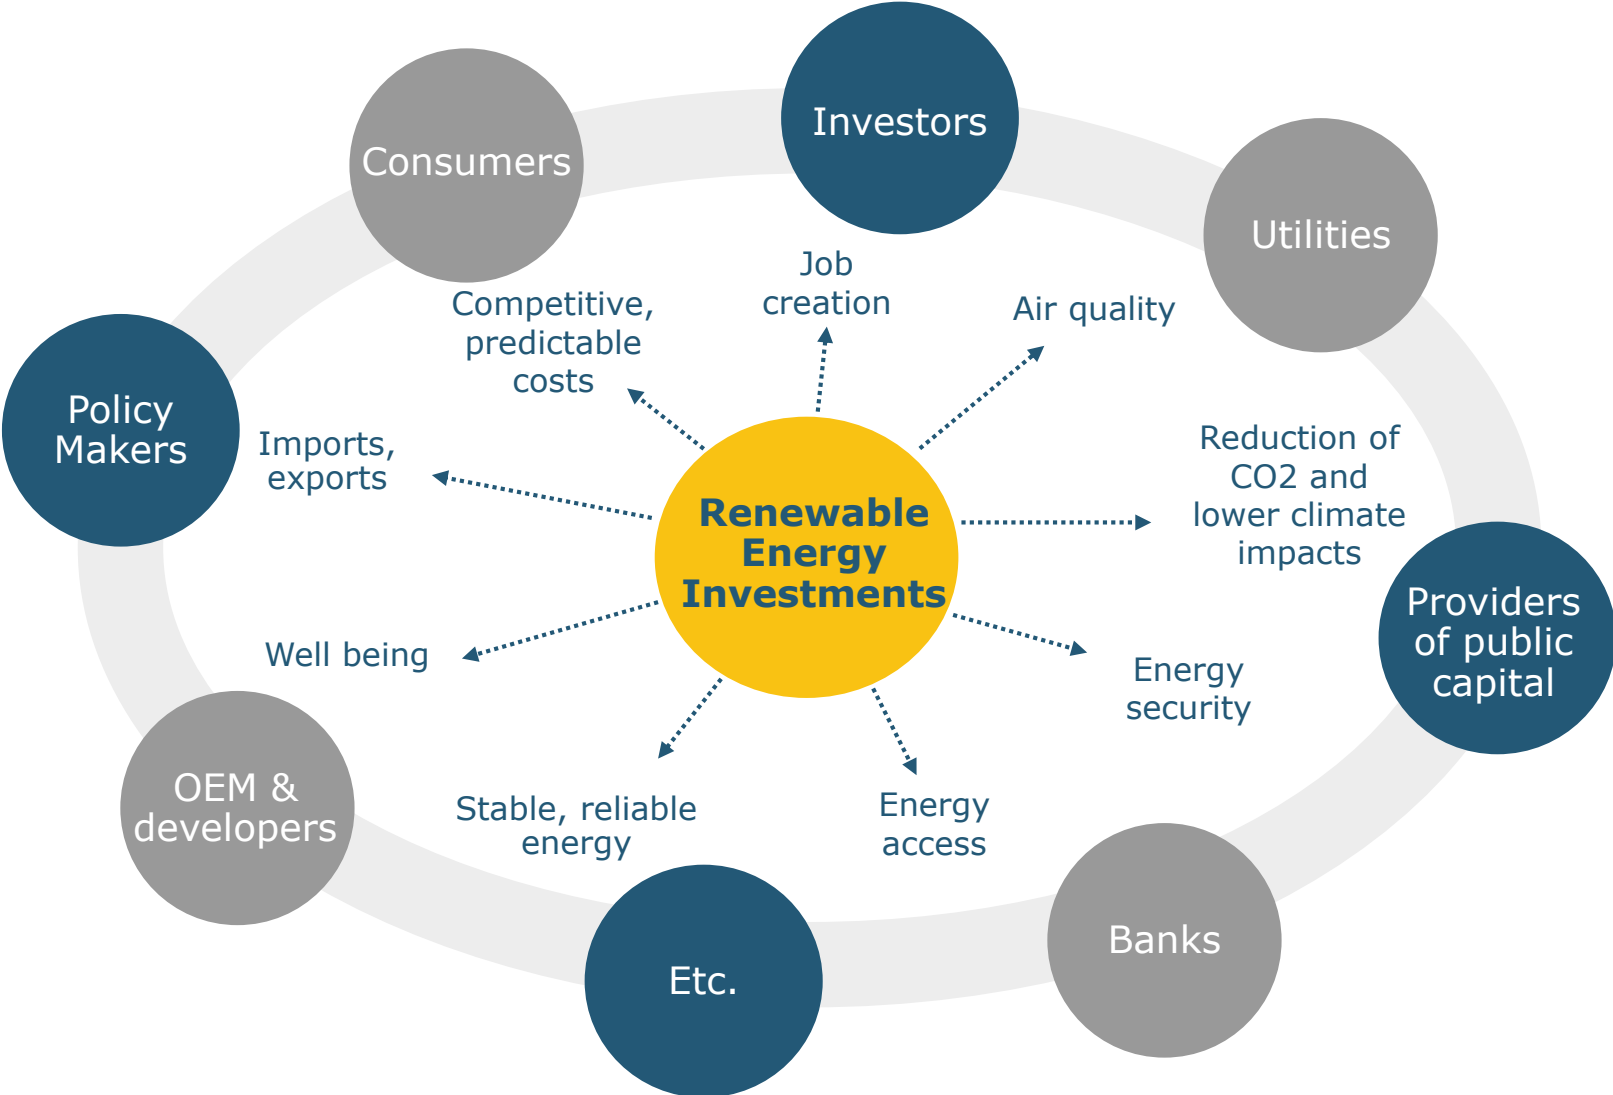 Investors
Consumers
Utilities
Job
creation
Competitive,
predictable
costs
Air quality
Policy
Makers
Imports,
exports
Reduction of
CO2 and
lower climate
impacts
Renewable
Energy
Investments
Providers
of public
capital
Well being
Energy
security
OEM &
developers
Stable, reliable
energy
Energy
access
Banks
Etc.